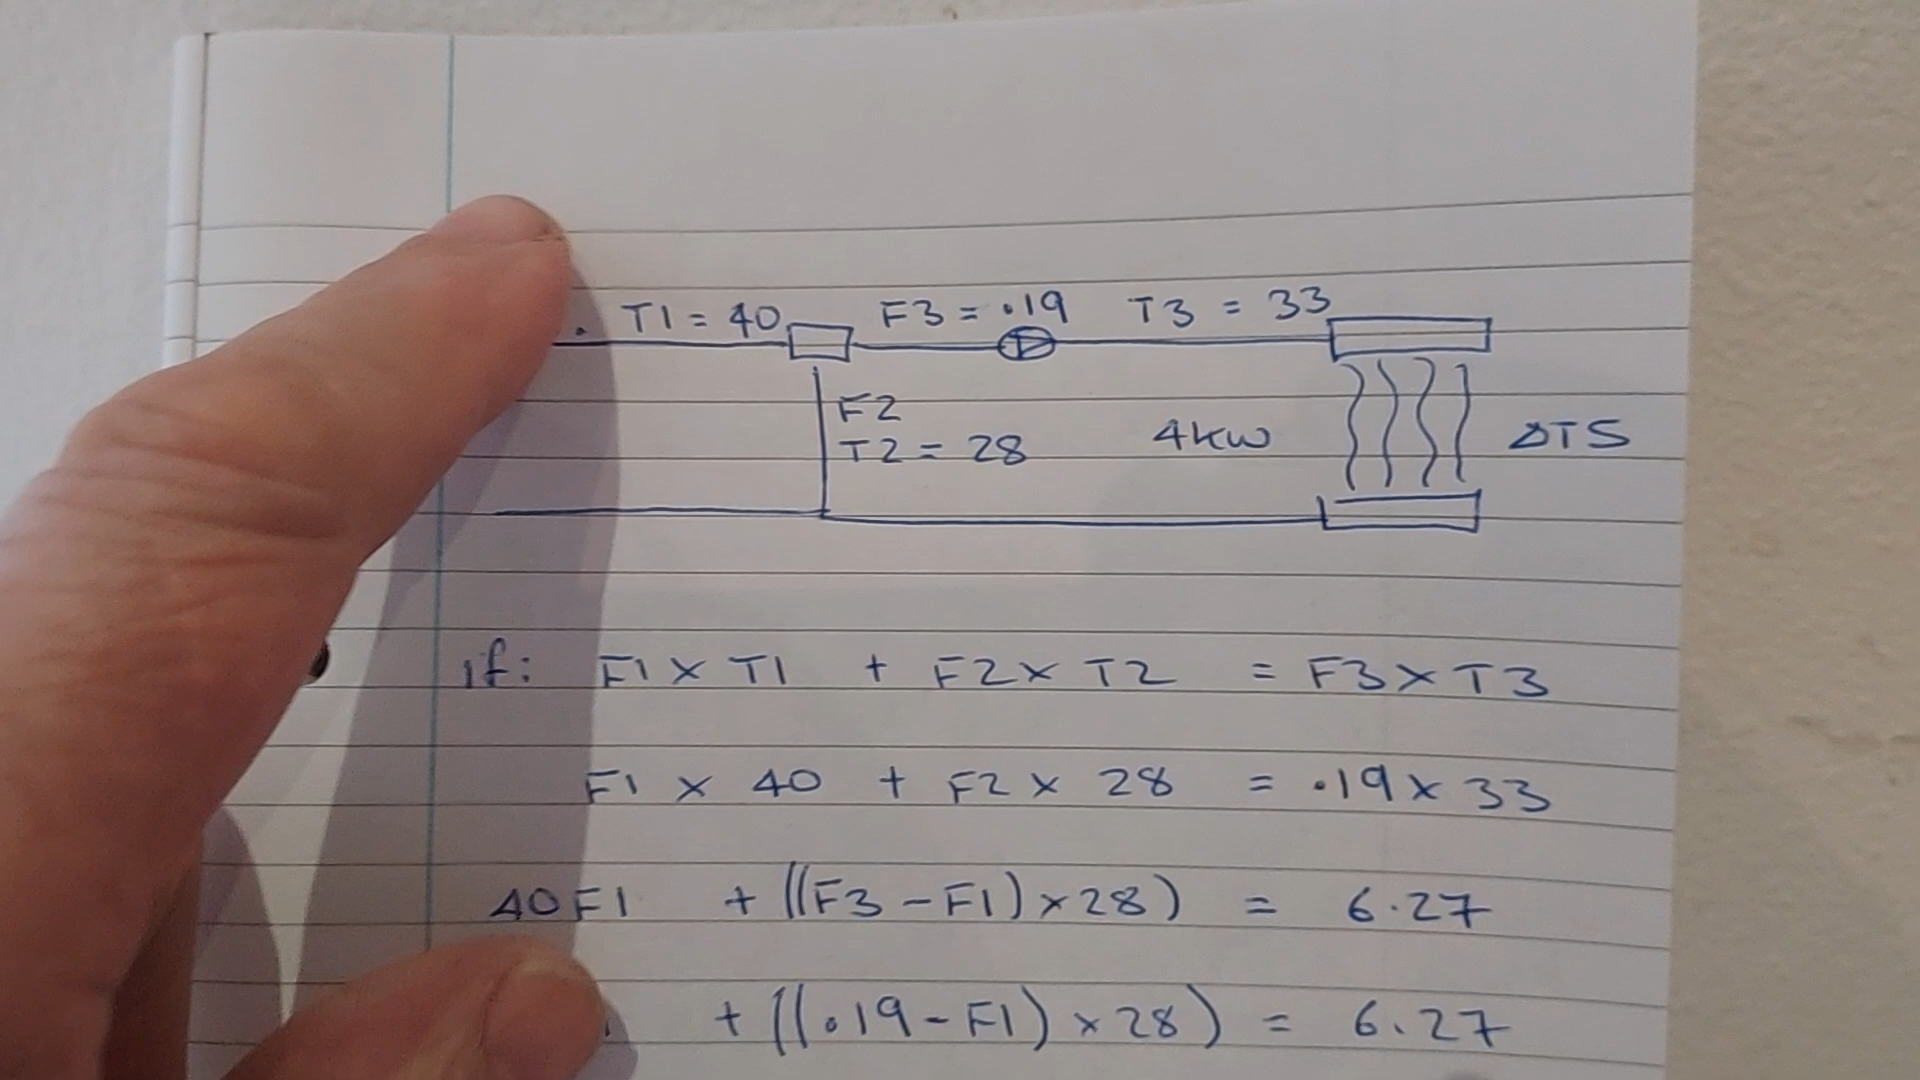 T1 = 40 F3 = .19 T3 = 33
F2
T2 = 28 4KW ΔT5
if: F1 x T1 + F2 x T2 = F3 x T3
F1 x 40 + F2 x 28 = .19 x 33
40F1 + ((F3 - F1) x 28) = 6.27
+ ((.19 - F1) x 28) = 6.27